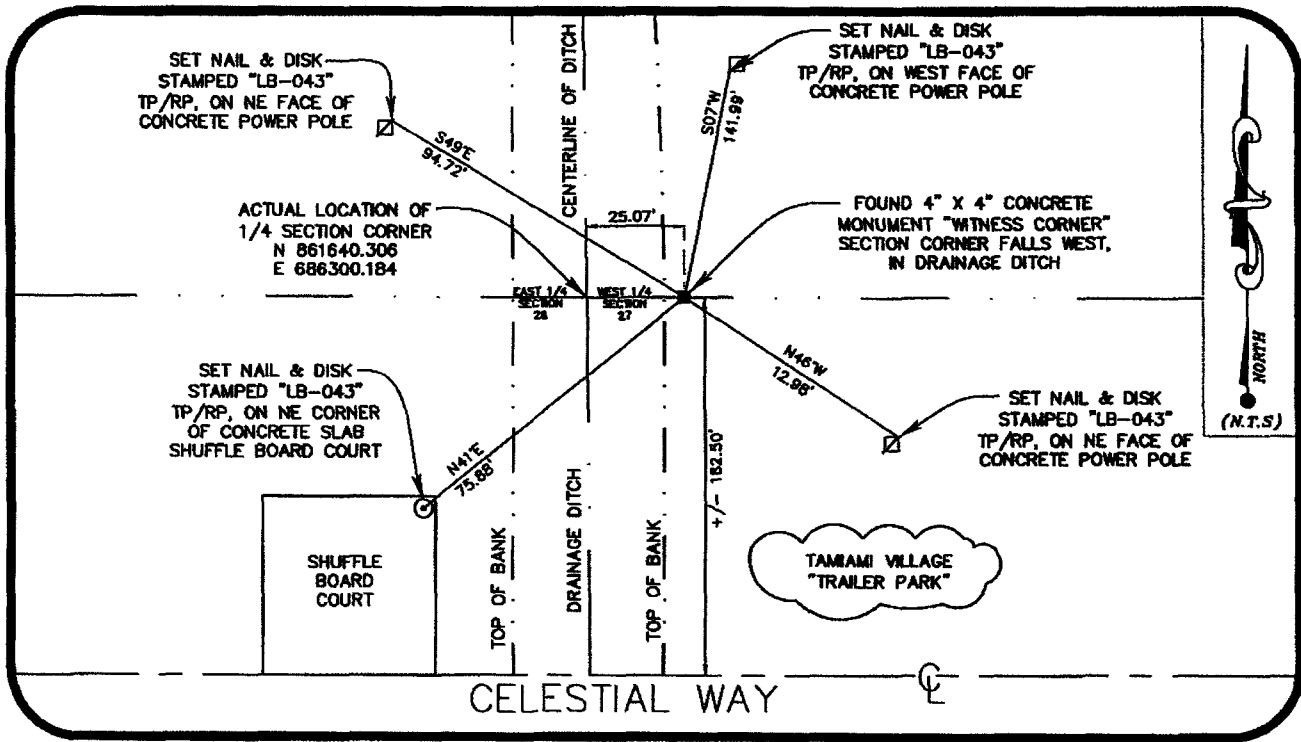 SET NAIL & DISK
STAMPED "LB-043"
TP/RP, ON NE FACE OF
CONCRETE POWER POLE
S49°E
94.72'
CENTERLINE OF DITCH
SET NAIL & DISK
STAMPED "LB-043"
TP/RP, ON WEST FACE OF
CONCRETE POWER POLE
S07°W
141.99'
ACTUAL LOCATION OF
1/4 SECTION CORNER
N 861640.306
E 686300.184
25.07'
FOUND 4" X 4" CONCRETE
MONUMENT "WITNESS CORNER"
SECTION CORNER FALLS WEST,
IN DRAINAGE DITCH
EAST 1/4
SECTION
28
WEST 1/4
SECTION
27
NORTH
(N.T.S)
SET NAIL & DISK
STAMPED "LB-043"
TP/RP, ON NE CORNER
OF CONCRETE SLAB
SHUFFLE BOARD COURT
N41°E
75.88'
N46°W
12.98'
SET NAIL & DISK
STAMPED "LB-043"
TP/RP, ON NE FACE OF
CONCRETE POWER POLE
+/- 182.50'
SHUFFLE
BOARD
COURT
TOP OF BANK
DRAINAGE DITCH
TOP OF BANK
TAMIAMI VILLAGE
"TRAILER PARK"
CELESTIAL WAY
CL